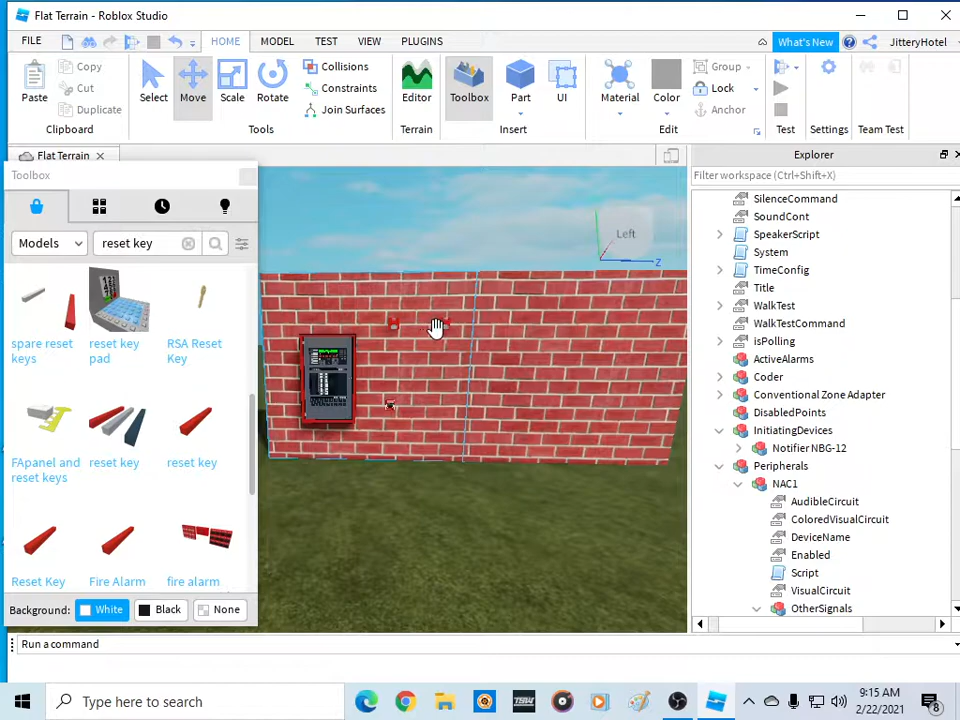 Flat Terrain - Roblox Studio
FILE
HOME
MODEL
TEST
VIEW
PLUGINS
What's New
JitteryHotel
Paste
Copy
Cut
Duplicate
Clipboard
Select
Move
Scale
Rotate
Collisions
Constraints
Join Surfaces
Tools
Editor
Terrain
Toolbox
Part
UI
Insert
Material
Color
Group
Lock
Anchor
Edit
Test
Settings
Team Test
Flat Terrain
Toolbox
Models
reset key
spare reset
keys
reset key
pad
RSA Reset
Key
FApanel and
reset keys
reset key
reset key
Reset Key
Fire Alarm
fire alarm
Background:
White
Black
None
Left
Z
Explorer
Filter workspace (Ctrl+Shift+X)
SilenceCommand
SoundCont
SpeakerScript
System
TimeConfig
Title
WalkTest
WalkTestCommand
isPolling
ActiveAlarms
Coder
Conventional Zone Adapter
DisabledPoints
InitiatingDevices
Notifier NBG-12
Peripherals
NAC1
AudibleCircuit
ColoredVisualCircuit
DeviceName
Enabled
Script
VisualCircuit
OtherSignals
Run a command
Type here to search
TSW
9:15 AM
2/22/2021
8